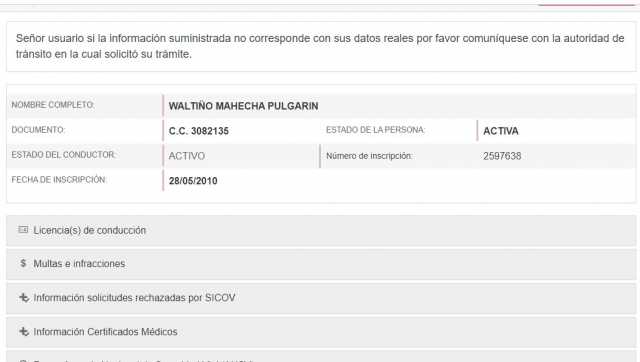 Señor usuario si la información suministrada no corresponde con sus datos reales por favor comuníquese con la autoridad de
tránsito en la cual solicitó su trámite.
NOMBRE COMPLETO: WALTIÑO MAHECHA PULGARIN
DOCUMENTO: C.C. 3082135 ESTADO DE LA PERSONA: ACTIVA
ESTADO DEL CONDUCTOR: ACTIVO Número de inscripción: 2597638
FECHA DE INSCRIPCIÓN: 28/05/2010
Licencia(s) de conducción
$ Multas e infracciones
Información solicitudes rechazadas por SICOV
Información Certificados Médicos